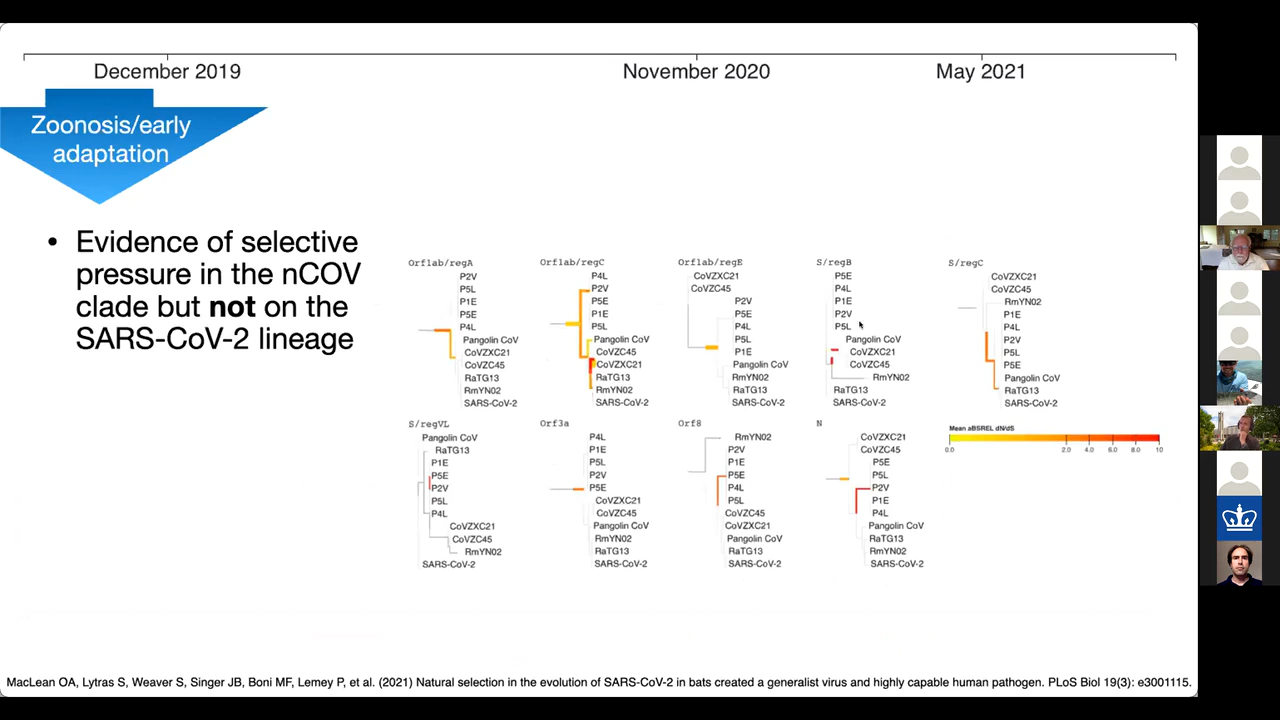 December 2019
November 2020
May 2021
Zoonosis/early
adaptation
• Evidence of selective
pressure in the nCOV
clade but not on the
SARS-CoV-2 lineage
Orf1ab/regA
P2V
P5L
P1E
P5E
P4L
Pangolin CoV
CoVZXC21
CoVZC45
RaTG13
RmYN02
SARS-CoV-2
Orf1ab/regC
P4L
P2V
P5E
P1E
P5L
Pangolin CoV
CoVZC45
CoVZXC21
RaTG13
RmYN02
SARS-CoV-2
Orf1ab/regE
CoVZXC21
CoVZC45
P2V
P5E
P4L
P5L
P1E
Pangolin CoV
RmYN02
RaTG13
SARS-CoV-2
S/regB
P5E
P4L
P1E
P2V
P5L
Pangolin CoV
CoVZXC21
CoVZC45
RmYN02
RaTG13
SARS-CoV-2
S/regC
CoVZXC21
CoVZC45
RmYN02
P1E
P4L
P2V
P5L
P5E
Pangolin CoV
RaTG13
SARS-CoV-2
S/regVL
Pangolin CoV
RaTG13
P1E
P5E
P2V
P5L
P4L
CoVZXC21
CoVZC45
RmYN02
SARS-CoV-2
Orf3a
P4L
P1E
P5L
P2V
P5E
CoVZXC21
CoVZC45
Pangolin CoV
RmYN02
RaTG13
SARS-CoV-2
Orf8
RmYN02
P2V
P1E
P5E
P4L
P5L
CoVZC45
CoVZXC21
Pangolin CoV
RaTG13
SARS-CoV-2
N
CoVZXC21
CoVZC45
P5E
P5L
P2V
P1E
P4L
Pangolin CoV
RaTG13
RmYN02
SARS-CoV-2
Mean aBSREL dN/dS
0.0 2.0 4.0 6.0 8.0 10
MacLean OA, Lytras S, Weaver S, Singer JB, Boni MF, Lemey P, et al. (2021) Natural selection in the evolution of SARS-CoV-2 in bats created a generalist virus and highly capable human pathogen. PLoS Biol 19(3): e3001115.